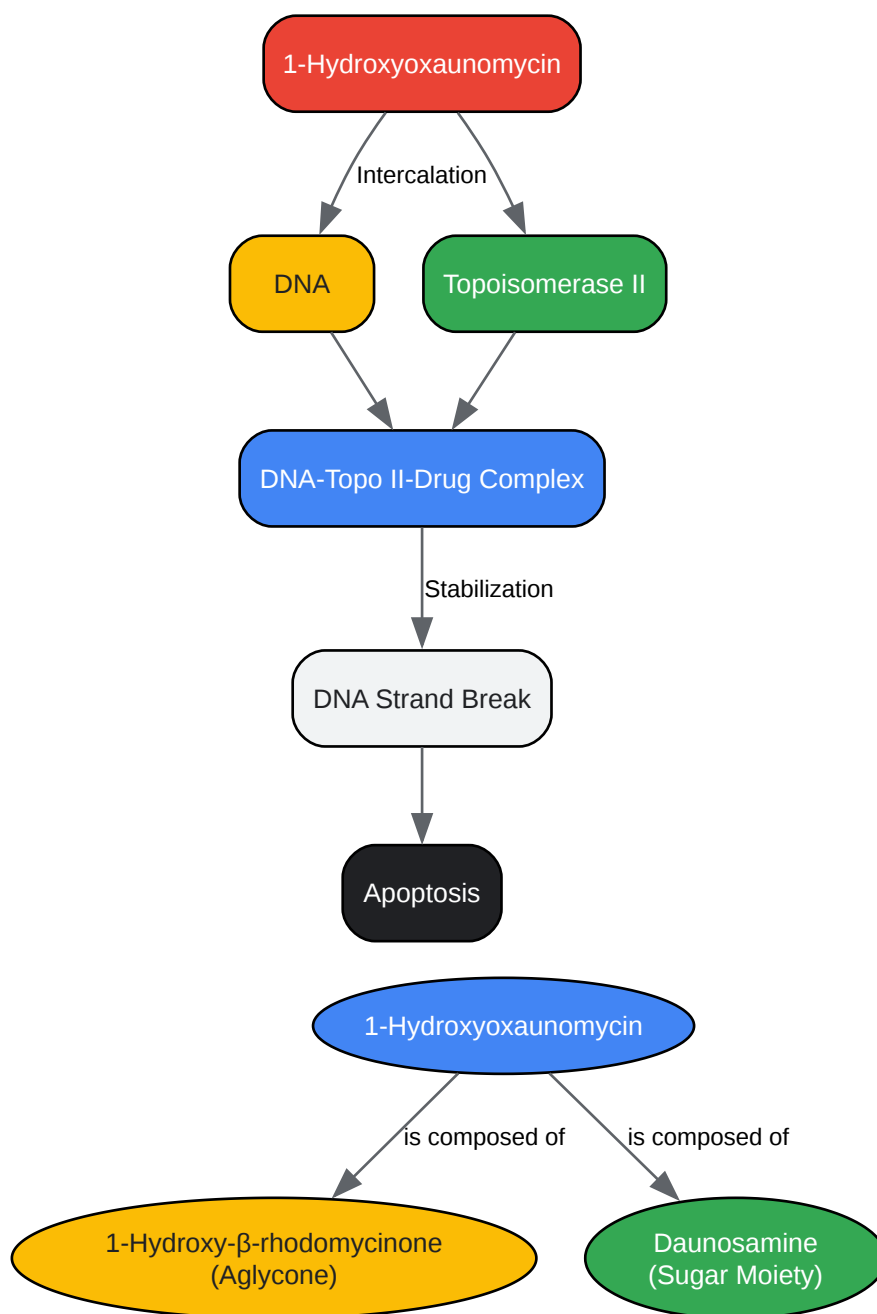 1-Hydroxyoxaunomycin
Intercalation
DNA
Topoisomerase II
DNA-Topo II-Drug Complex
Stabilization
DNA Strand Break
Apoptosis
1-Hydroxyoxaunomycin
is composed of
is composed of
1-Hydroxy-β-rhodomycinone
(Aglycone)
Daunosamine
(Sugar Moiety)